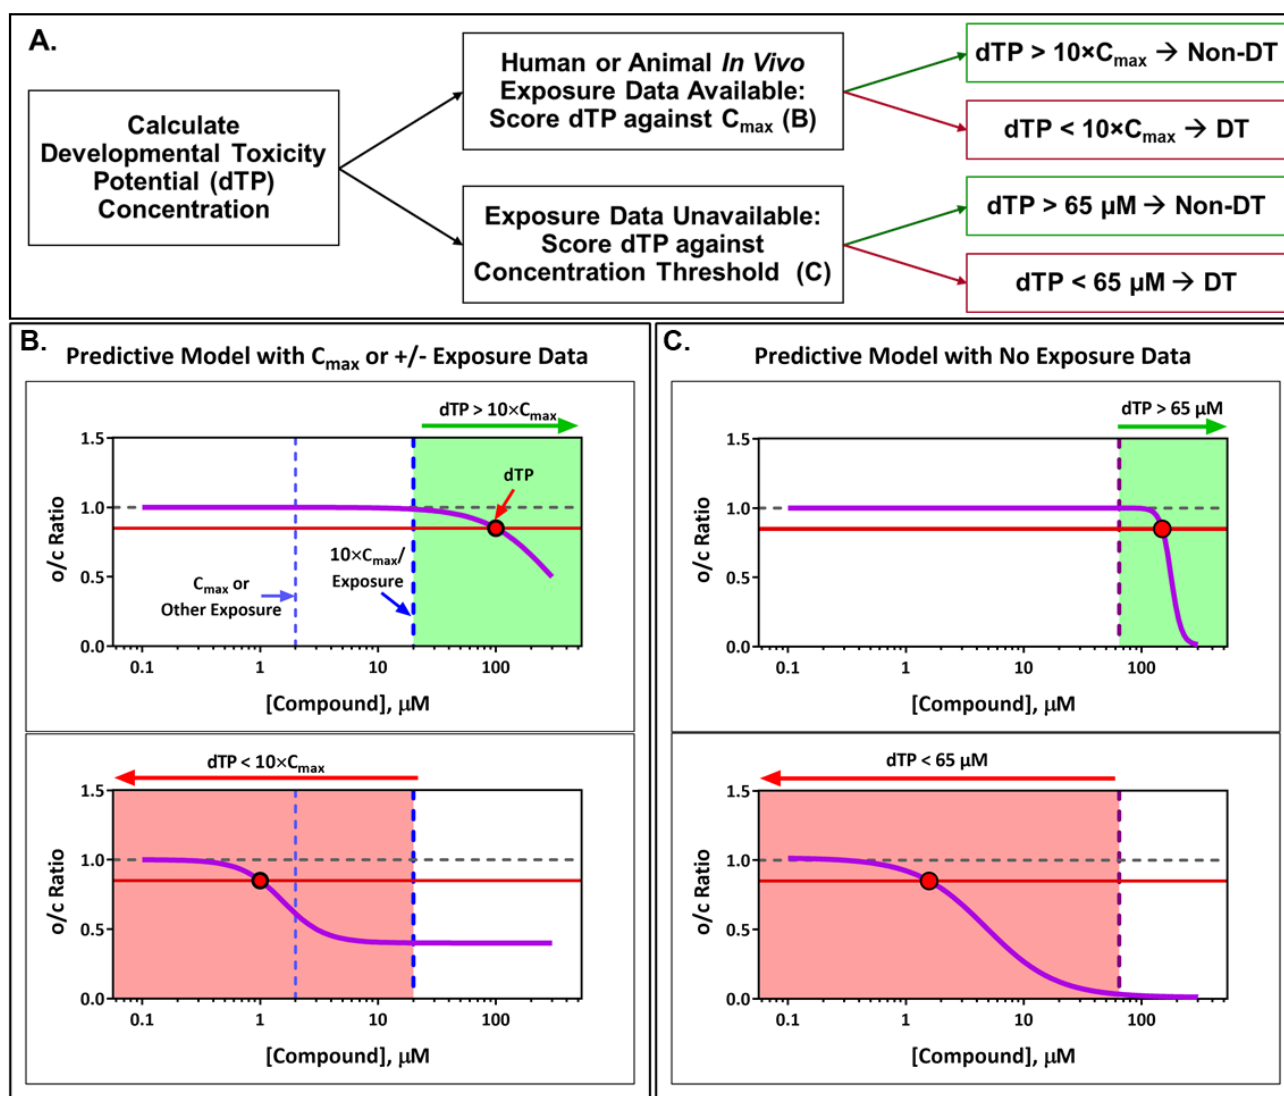 A.
Calculate
Developmental Toxicity
Potential (dTP)
Concentration
Human or Animal In Vivo
Exposure Data Available:
Score dTP against Cmax (B)
Exposure Data Unavailable:
Score dTP against
Concentration Threshold (C)
dTP > 10×Cmax → Non-DT
dTP < 10×Cmax → DT
dTP > 65 µM → Non-DT
dTP < 65 µM → DT
B.
Predictive Model with Cmax or +/- Exposure Data
dTP > 10×Cmax
1.5
1.0
0.5
0.0
o/c Ratio
dTP
Cmax or
Other Exposure
10×Cmax/
Exposure
0.1 1 10 100
[Compound], µM
dTP < 10×Cmax
1.5
1.0
0.5
0.0
o/c Ratio
0.1 1 10 100
[Compound], µM
C.
Predictive Model with No Exposure Data
dTP > 65 µM
1.5
1.0
0.5
0.0
o/c Ratio
0.1 1 10 100
[Compound], µM
dTP < 65 µM
1.5
1.0
0.5
0.0
o/c Ratio
0.1 1 10 100
[Compound], µM